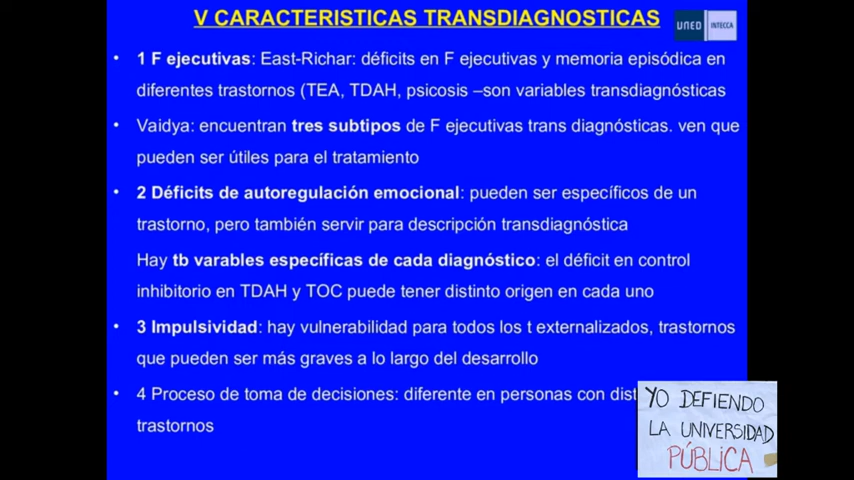 V CARACTERISTICAS TRANSDIAGNOSTICAS
UNED INTECCA
• 1 F ejecutivas: East-Richar: déficits en F ejecutivas y memoria episódica en
diferentes trastornos (TEA, TDAH, psicosis –son variables transdiagnósticas
• Vaidya: encuentran tres subtipos de F ejecutivas trans diagnósticas. ven que
pueden ser útiles para el tratamiento
• 2 Déficits de autoregulación emocional: pueden ser específicos de un
trastorno, pero también servir para descripción transdiagnóstica
Hay tb varables específicas de cada diagnóstico: el déficit en control
inhibitorio en TDAH y TOC puede tener distinto origen en cada uno
• 3 Impulsividad: hay vulnerabilidad para todos los t externalizados, trastornos
que pueden ser más graves a lo largo del desarrollo
• 4 Proceso de toma de decisiones: diferente en personas con dist
trastornos
YO DEFIENDO
LA UNIVERSIDAD
PÚBLICA